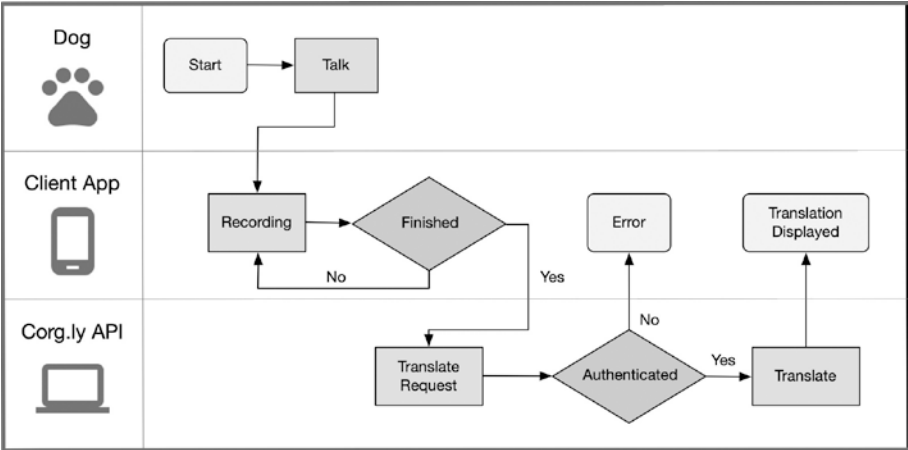 Dog
Start
Talk
Client App
Recording
Finished
Error
Translation
Displayed
No
Yes
Corg.ly API
No
Translate
Request
Authenticated
Yes
Translate